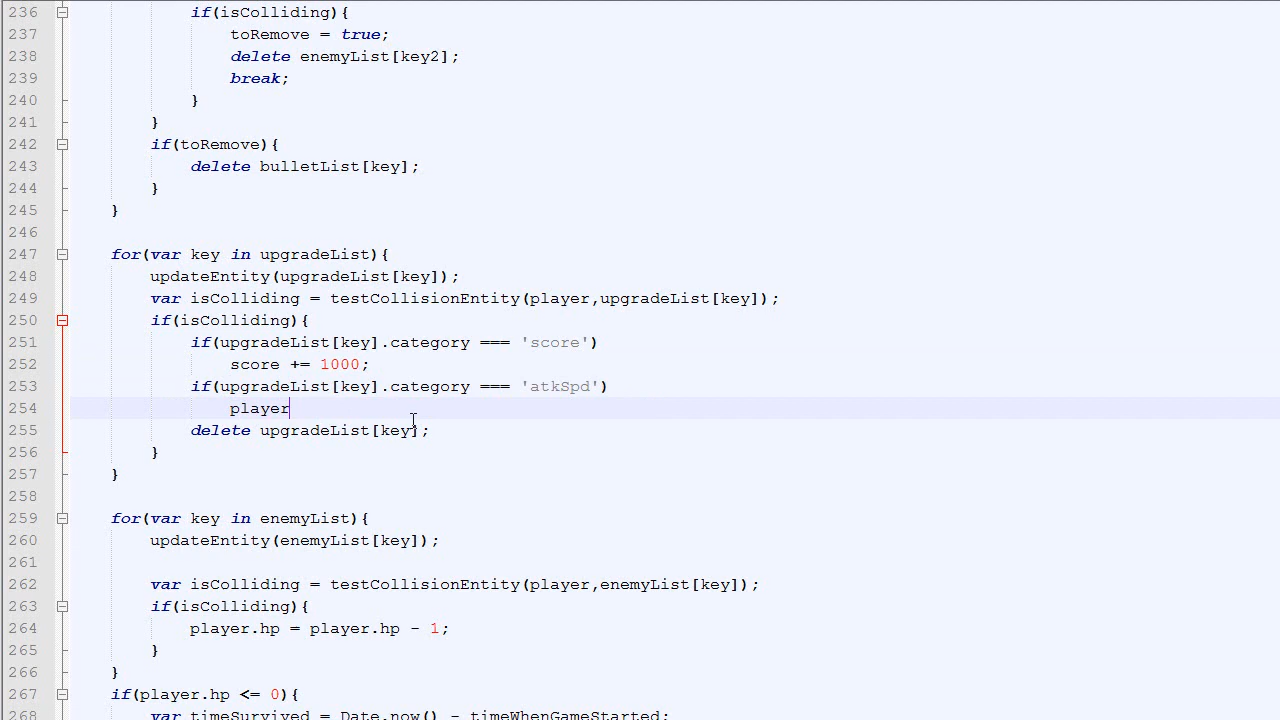 236 if(isColliding){
237 toRemove = true;
238 delete enemyList[key2];
239 break;
240 }
241 }
242 if(toRemove){
243 delete bulletList[key];
244 }
245 }
246
247 for(var key in upgradeList){
248 updateEntity(upgradeList[key]);
249 var isColliding = testCollisionEntity(player,upgradeList[key]);
250 if(isColliding){
251 if(upgradeList[key].category === 'score')
252 score += 1000;
253 if(upgradeList[key].category === 'atkSpd')
254 player
255 delete upgradeList[key];
256 }
257 }
258
259 for(var key in enemyList){
260 updateEntity(enemyList[key]);
261
262 var isColliding = testCollisionEntity(player,enemyList[key]);
263 if(isColliding){
264 player.hp = player.hp - 1;
265 }
266 }
267 if(player.hp <= 0){
268 var timeSurvived = Date.now() - timeWhenGameStarted;